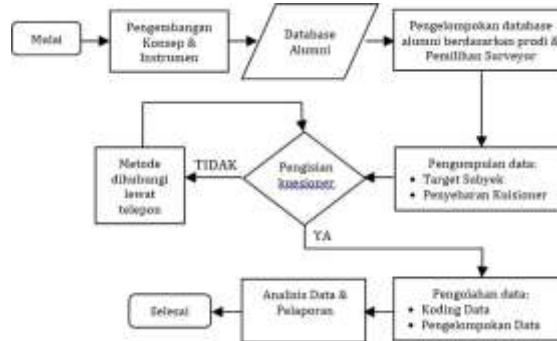 Mulai
Pengembangan
Konsep &
Instrumen
Database
Alumni
Pengelompokan database
alumni berdasarkan prodi &
Pemilihan Surveyor
Metode
dihubungi
lewat
telepon
TIDAK
Pengisian
kuesioner
Pengumpulan data:
• Target Subyek
• Penyebaran Kuisioner
YA
Selesai
Analisis Data &
Pelaporan
Pengolahan data:
• Koding Data
• Pengelompokan Data